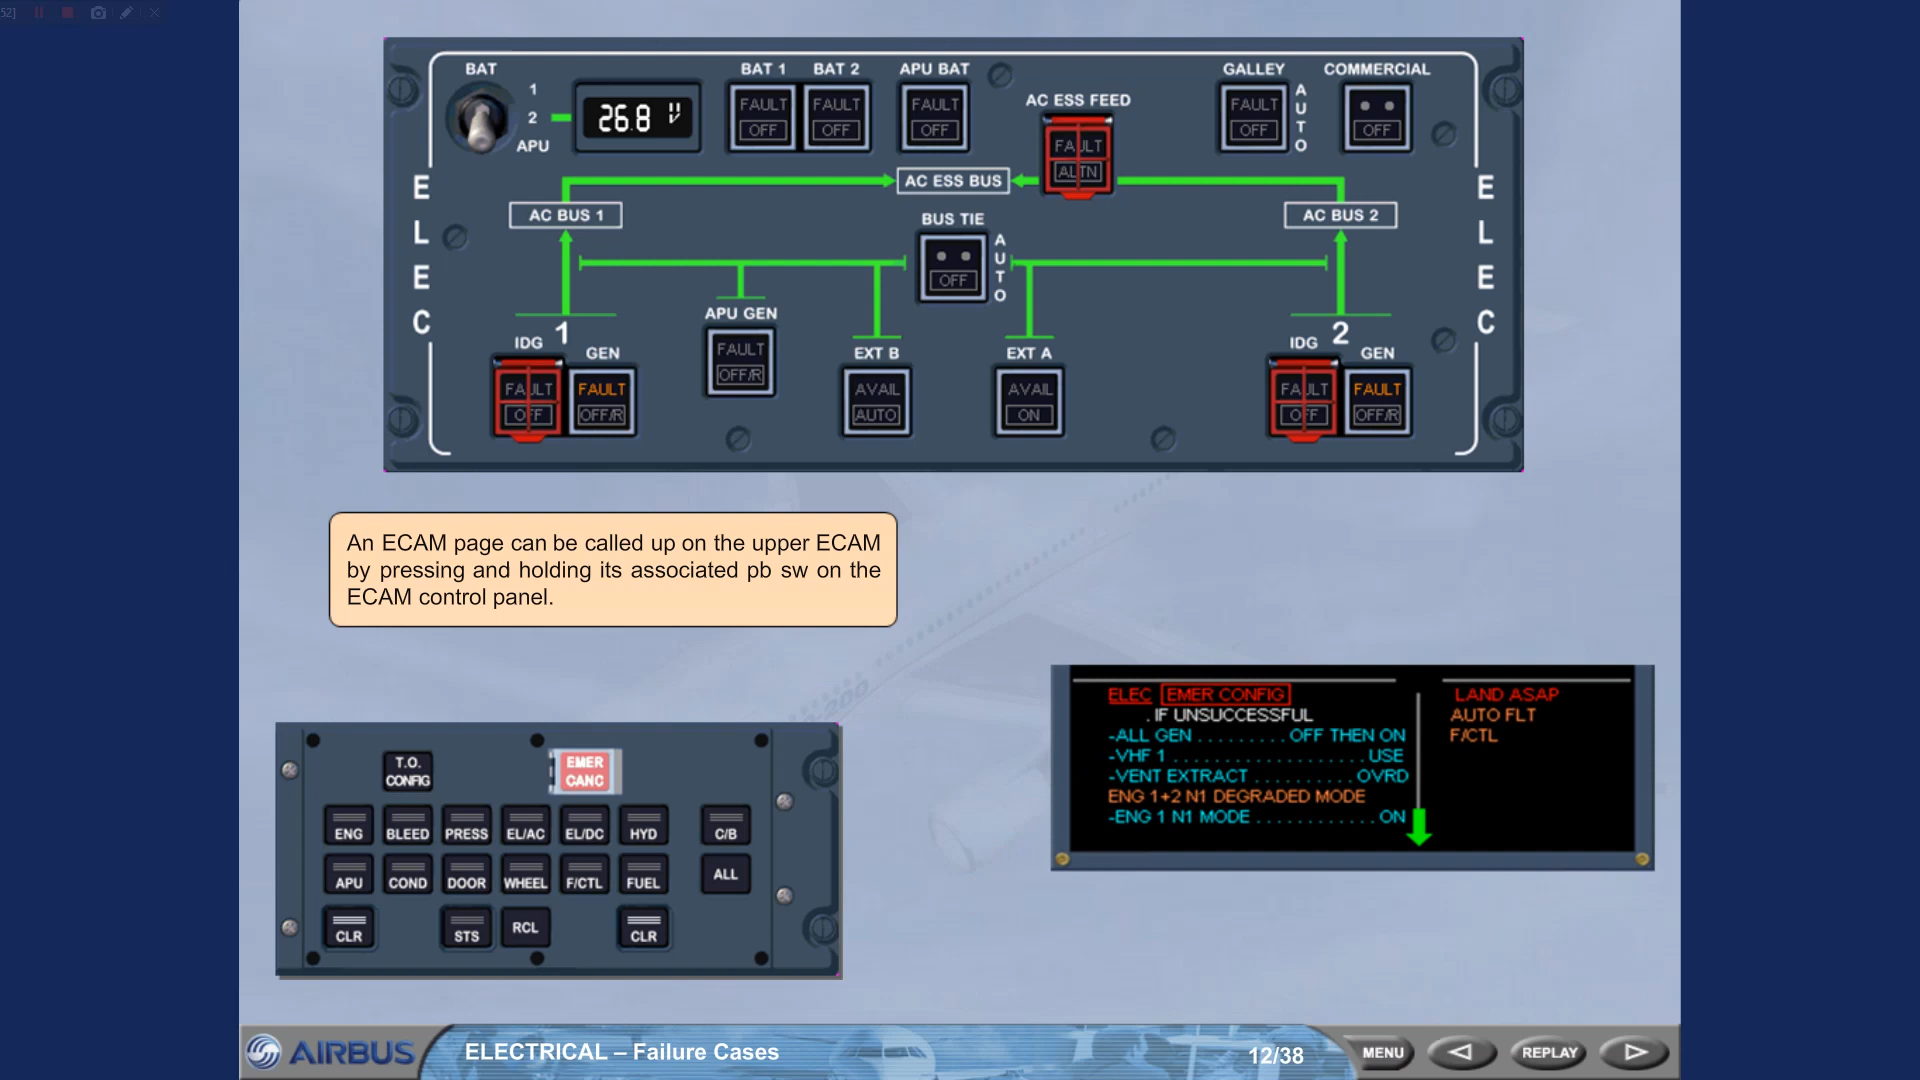 52]
BAT
1
2
APU
26.8 V
BAT 1
FAULT
OFF
BAT 2
FAULT
OFF
APU BAT
FAULT
OFF
AC ESS FEED
FAULT
ALTN
GALLEY
FAULT
OFF
AUTO
COMMERCIAL
OFF
ELEC
ELEC
AC ESS BUS
AC BUS 1
AC BUS 2
BUS TIE
OFF
AUTO
1
IDG
FAULT
OFF
GEN
FAULT
OFF/R
APU GEN
FAULT
OFF/R
EXT B
AVAIL
AUTO
EXT A
AVAIL
ON
2
IDG
FAULT
OFF
GEN
FAULT
OFF/R
An ECAM page can be called up on the upper ECAM
by pressing and holding its associated pb sw on the
ECAM control panel.
ELEC EMER CONFIG
. IF UNSUCCESSFUL
-ALL GEN . . . . . . . . . OFF THEN ON
-VHF 1 . . . . . . . . . . . . . . . . . . . USE
-VENT EXTRACT . . . . . . . . . . OVRD
ENG 1+2 N1 DEGRADED MODE
-ENG 1 N1 MODE . . . . . . . . . . . . ON
LAND ASAP
AUTO FLT
F/CTL
T.O.
CONFIG
EMER
CANC
ENG BLEED PRESS EL/AC EL/DC HYD C/B
APU COND DOOR WHEEL F/CTL FUEL ALL
CLR STS RCL CLR
AIRBUS
ELECTRICAL – Failure Cases
12/38
MENU
REPLAY